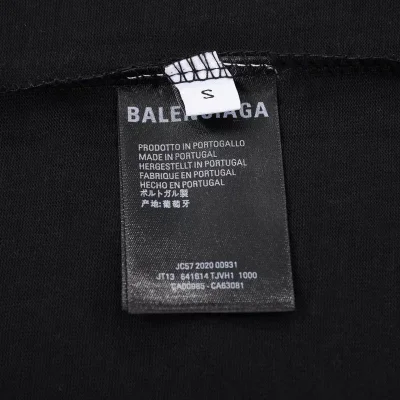 S
BALENCIAGA
PRODOTTO IN PORTOGALLO
MADE IN PORTUGAL
HERGESTELLT IN PORTUGAL
FABRIQUE EN PORTUGAL
HECHO EN PORTUGAL
ポルトガル製
产地:葡萄牙
JC57 2020 00931
JT13 641614 TJVH1 1000
CA00865-CA63081